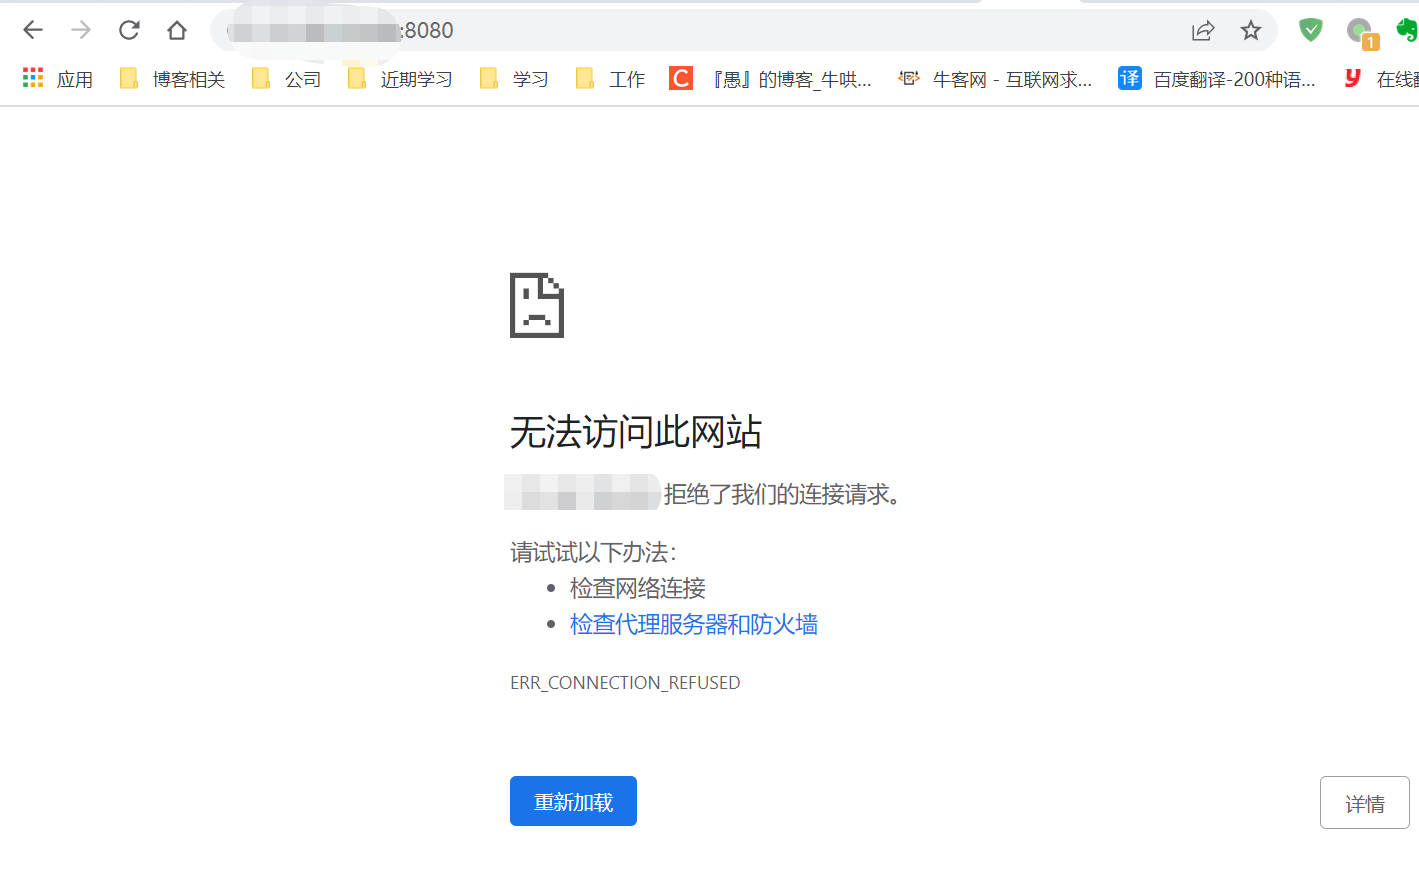 :8080
1
应用 博客相关 公司 近期学习 学习 工作 C 『愚』的博客_牛哄... 牛客网 - 互联网求... 译 百度翻译-200种语... y 在线
无法访问此网站
拒绝了我们的连接请求。
请试试以下办法：
检查网络连接
检查代理服务器和防火墙
ERR_CONNECTION_REFUSED
重新加载 详情